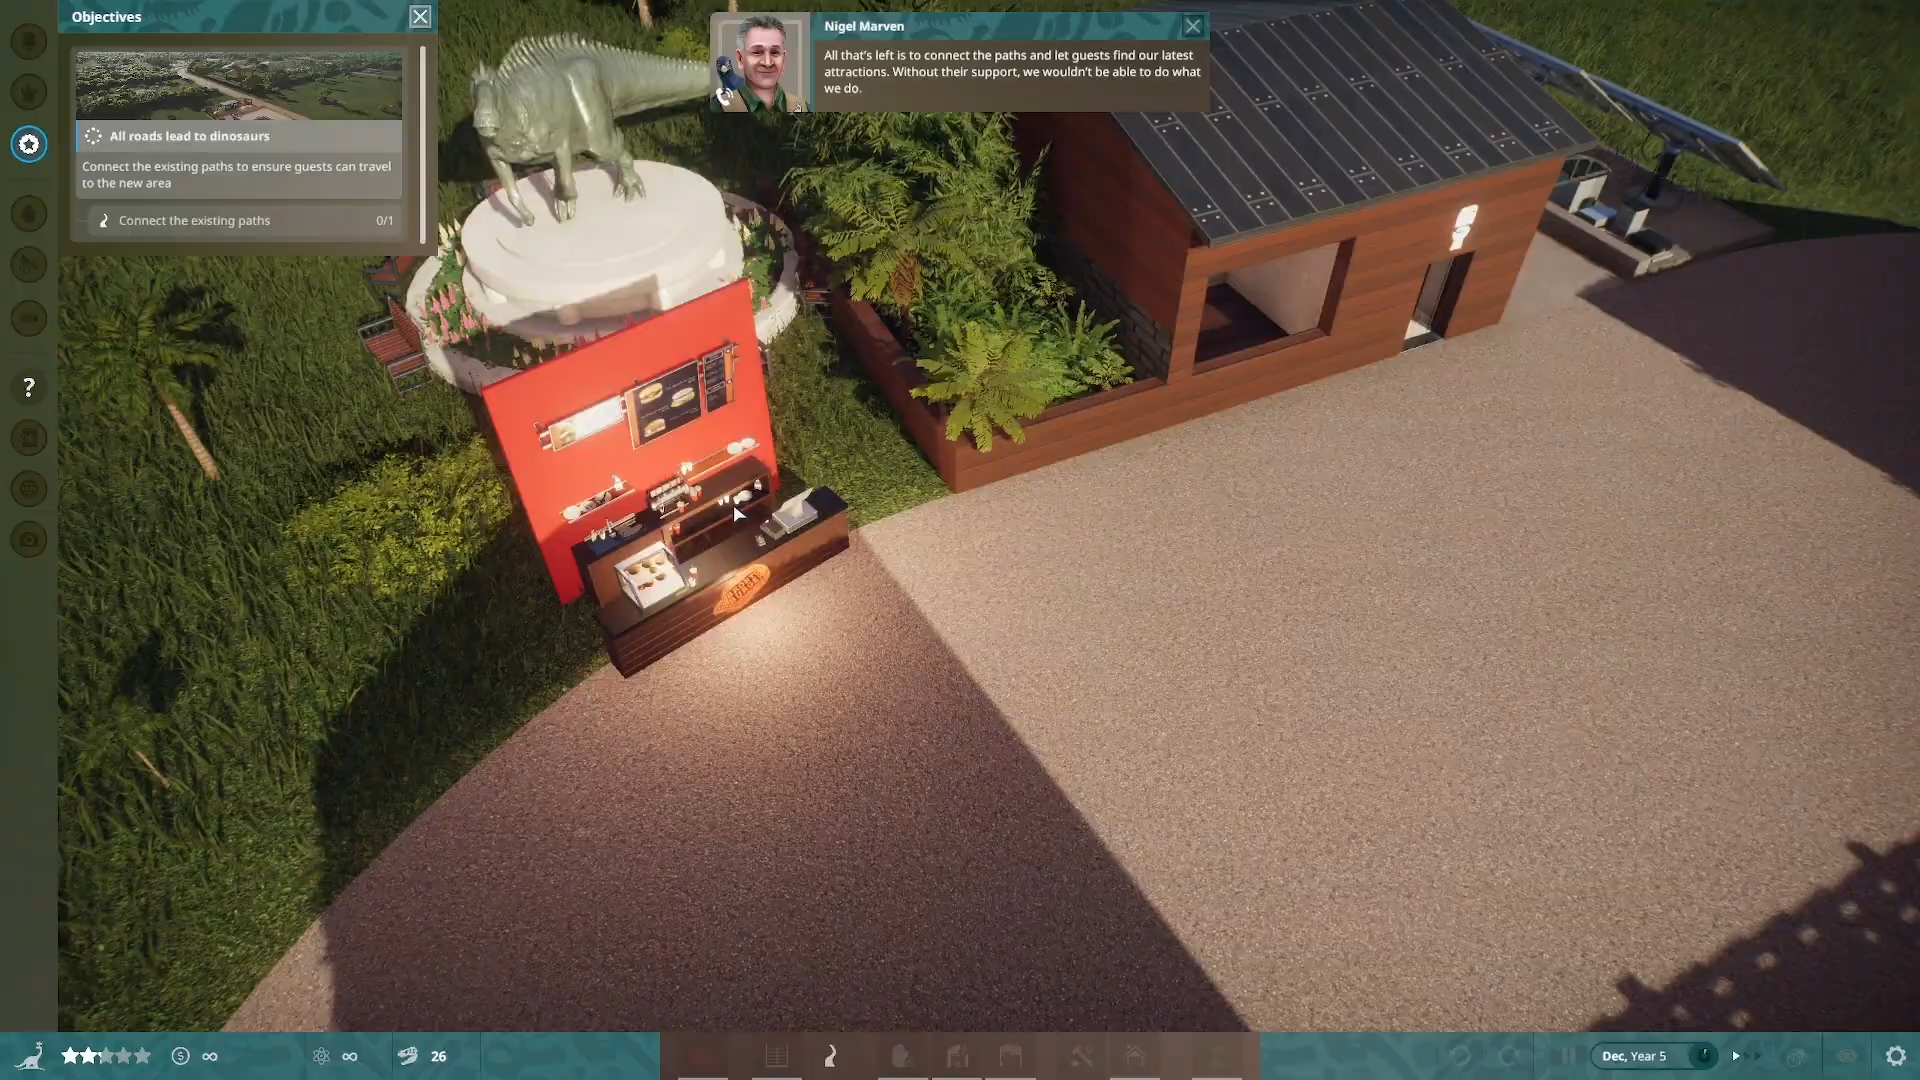 Objectives
All roads lead to dinosaurs
Connect the existing paths to ensure guests can travel
to the new area
Connect the existing paths 0/1
Nigel Marven
All that's left is to connect the paths and let guests find our latest
attractions. Without their support, we wouldn't be able to do what
we do.
?
∞
∞
26
Dec, Year 5